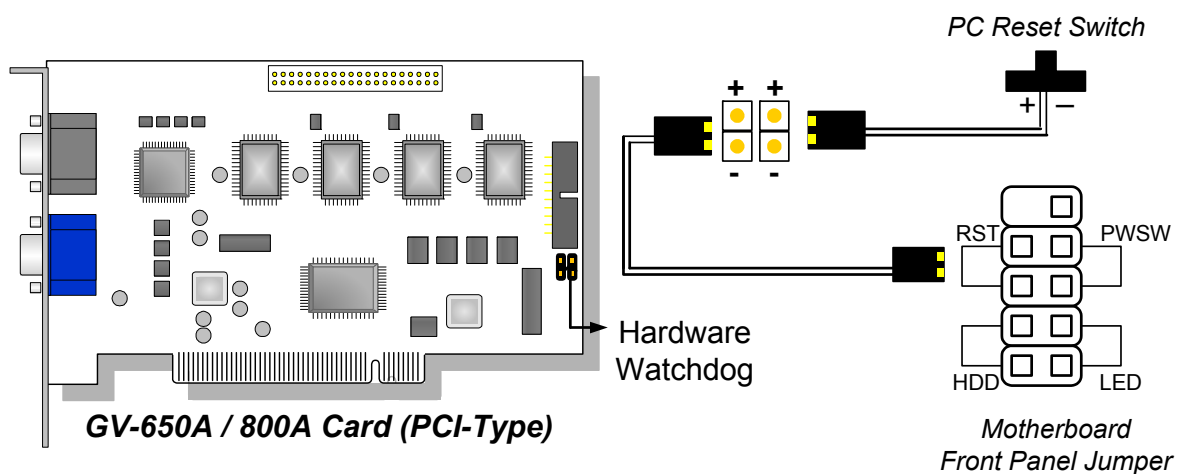 PC Reset Switch
+ +
+ −
- -
RST PWSW
Hardware
Watchdog
HDD LED
GV-650A / 800A Card (PCI-Type)
Motherboard
Front Panel Jumper